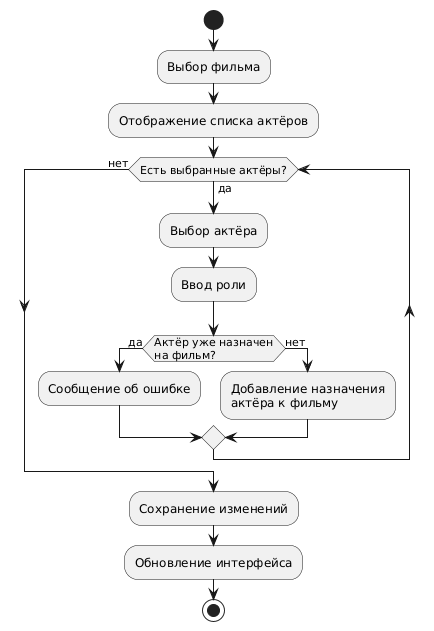 Выбор фильма
Отображение списка актёров
нет
Есть выбранные актёры?
да
Выбор актёра
Ввод роли
да
Актёр уже назначен
на фильм?
нет
Сообщение об ошибке
Добавление назначения
актёра к фильму
Сохранение изменений
Обновление интерфейса